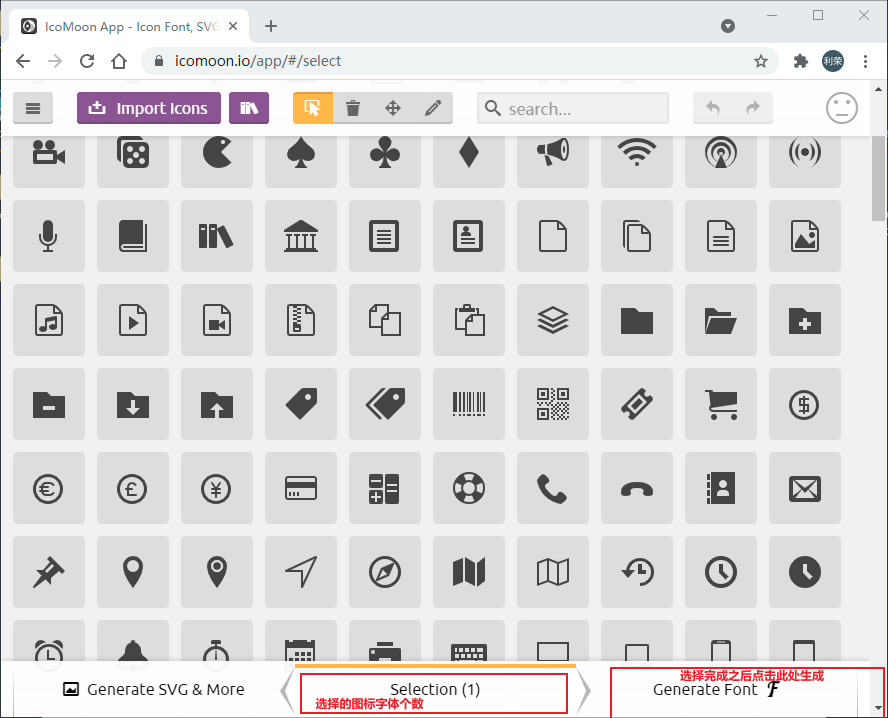 IcoMoon App - Icon Font, SVG
icomoon.io/app/#/select
利荣
Import Icons
search...
Generate SVG & More
Selection (1)
选择的图标字体个数
选择完成之后点击此处生成
Generate Font